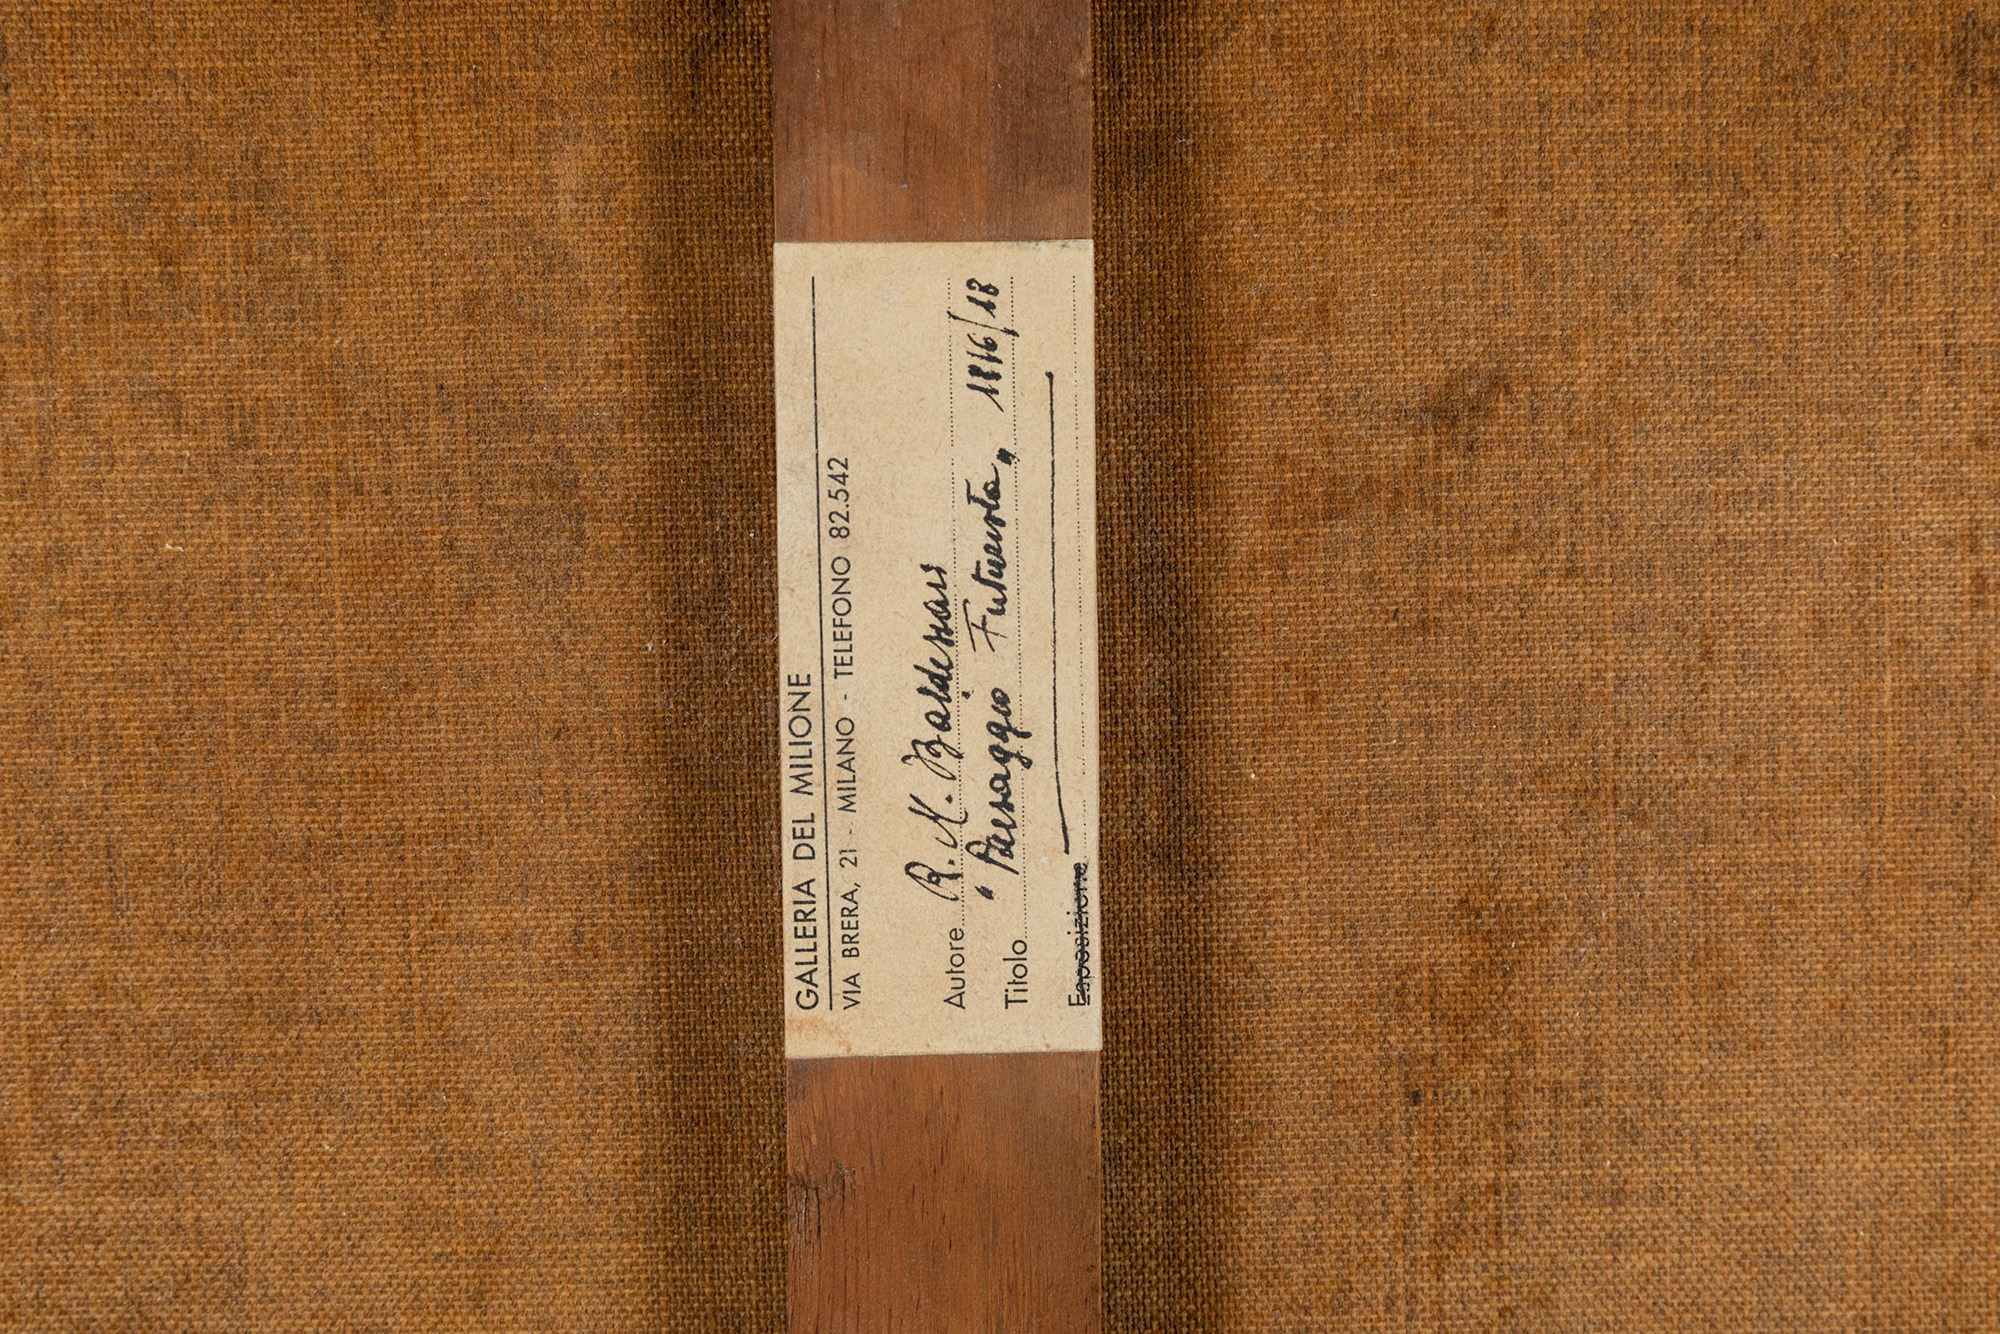 GALLERIA DEL MILIONE
VIA BRERA, 21 - MILANO - TELEFONO 82.542
Autore R. M. Baldessari
Titolo "Paesaggio Futurista„ 1916/18
Esposizione